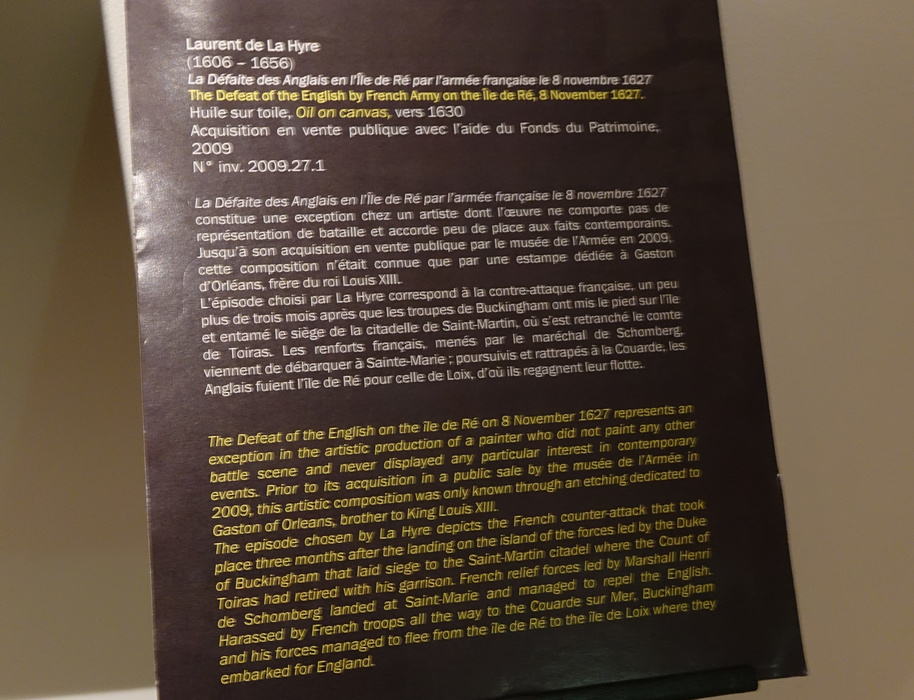 Laurent de La Hyre
(1606 – 1656)
La Défaite des Anglais en l'Île de Ré par l'armée française le 8 novembre 1627
The Defeat of the English by French Army on the Île de Ré, 8 November 1627.
Huile sur toile, Oil on canvas, vers 1630
Acquisition en vente publique avec l'aide du Fonds du Patrimoine,
2009
N° inv. 2009.27.1
La Défaite des Anglais en l'Île de Ré par l'armée française le 8 novembre 1627
constitue une exception chez un artiste dont l'œuvre ne comporte pas de
représentation de bataille et accorde peu de place aux faits contemporains.
Jusqu'à son acquisition en vente publique par le musée de l'Armée en 2009,
cette composition n'était connue que par une estampe dédiée à Gaston
d'Orléans, frère du roi Louis XIII.
L'épisode choisi par La Hyre correspond à la contre-attaque française, un peu
plus de trois mois après que les troupes de Buckingham ont mis le pied sur l'île
et entamé le siège de la citadelle de Saint-Martin, où s'est retranché le comte
de Toiras. Les renforts français, menés par le maréchal de Schomberg,
viennent de débarquer à Sainte-Marie ; poursuivis et rattrapés à la Couarde, les
Anglais fuient l'île de Ré pour celle de Loix, d'où ils regagnent leur flotte.
The Defeat of the English on the île de Ré on 8 November 1627 represents an
exception in the artistic production of a painter who did not paint any other
battle scene and never displayed any particular interest in contemporary
events. Prior to its acquisition in a public sale by the musée de l'Armée in
2009, this artistic composition was only known through an etching dedicated to
Gaston of Orleans, brother to King Louis XIII.
The episode chosen by La Hyre depicts the French counter-attack that took
place three months after the landing on the island of the forces led by the Duke
of Buckingham that laid siege to the Saint-Martin citadel where the Count of
Toiras had retired with his garrison. French relief forces led by Marshall Henri
de Schomberg landed at Saint-Marie and managed to repel the English.
Harassed by French troops all the way to the Couarde sur Mer, Buckingham
and his forces managed to flee from the île de Ré to the île de Loix where they
embarked for England.